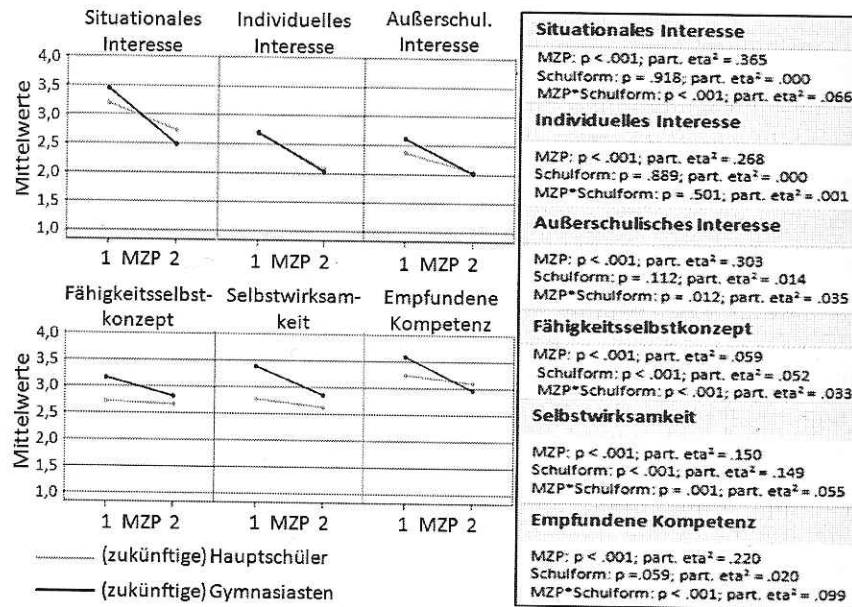 Situationales Interesse
Individuelles Interesse
Außerschul. Interesse
Mittelwerte
4,0
3,5
3,0
2,5
2,0
1,5
1,0
1 MZP 2
1 MZP 2
1 MZP 2
Fähigkeitsselbst-
konzept
Selbstwirksam-
keit
Empfundene
Kompetenz
Mittelwerte
4,0
3,5
3,0
2,5
2,0
1,5
1,0
1 MZP 2
1 MZP 2
1 MZP 2
(zukünftige) Hauptschüler
(zukünftige) Gymnasiasten
Situationales Interesse
MZP: p < .001; part. eta² = .365
Schulform: p = .918; part. eta² = .000
MZP*Schulform: p < .001; part. eta² = .066
Individuelles Interesse
MZP: p < .001; part. eta² = .268
Schulform: p = .889; part. eta² = .000
MZP*Schulform: p = .501; part. eta² = .001
Außerschulisches Interesse
MZP: p < .001; part. eta² = .303
Schulform: p = .112; part. eta² = .014
MZP*Schulform: p = .012; part. eta² = .035
Fähigkeitsselbstkonzept
MZP: p < .001; part. eta² = .059
Schulform: p < .001; part. eta² = .052
MZP*Schulform: p < .001; part. eta² = .033
Selbstwirksamkeit
MZP: p < .001; part. eta² = .150
Schulform: p < .001; part. eta² = .149
MZP*Schulform: p = .001; part. eta² = .055
Empfundene Kompetenz
MZP: p < .001; part. eta² = .220
Schulform: p =.059; part. eta² = .020
MZP*Schulform: p < .001; part. eta² = .099